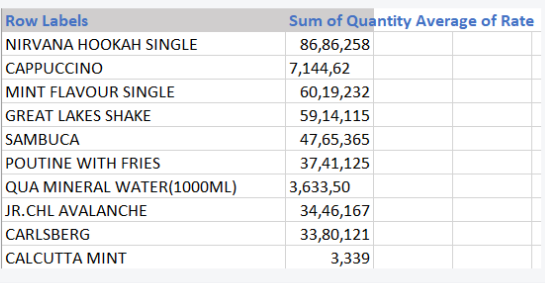 Row Labels Sum of Quantity Average of Rate
NIRVANA HOOKAH SINGLE 86,86,258
CAPPUCCINO 7,144,62
MINT FLAVOUR SINGLE 60,19,232
GREAT LAKES SHAKE 59,14,115
SAMBUCA 47,65,365
POUTINE WITH FRIES 37,41,125
QUA MINERAL WATER(1000ML) 3,633,50
JR.CHL AVALANCHE 34,46,167
CARLSBERG 33,80,121
CALCUTTA MINT 3,339